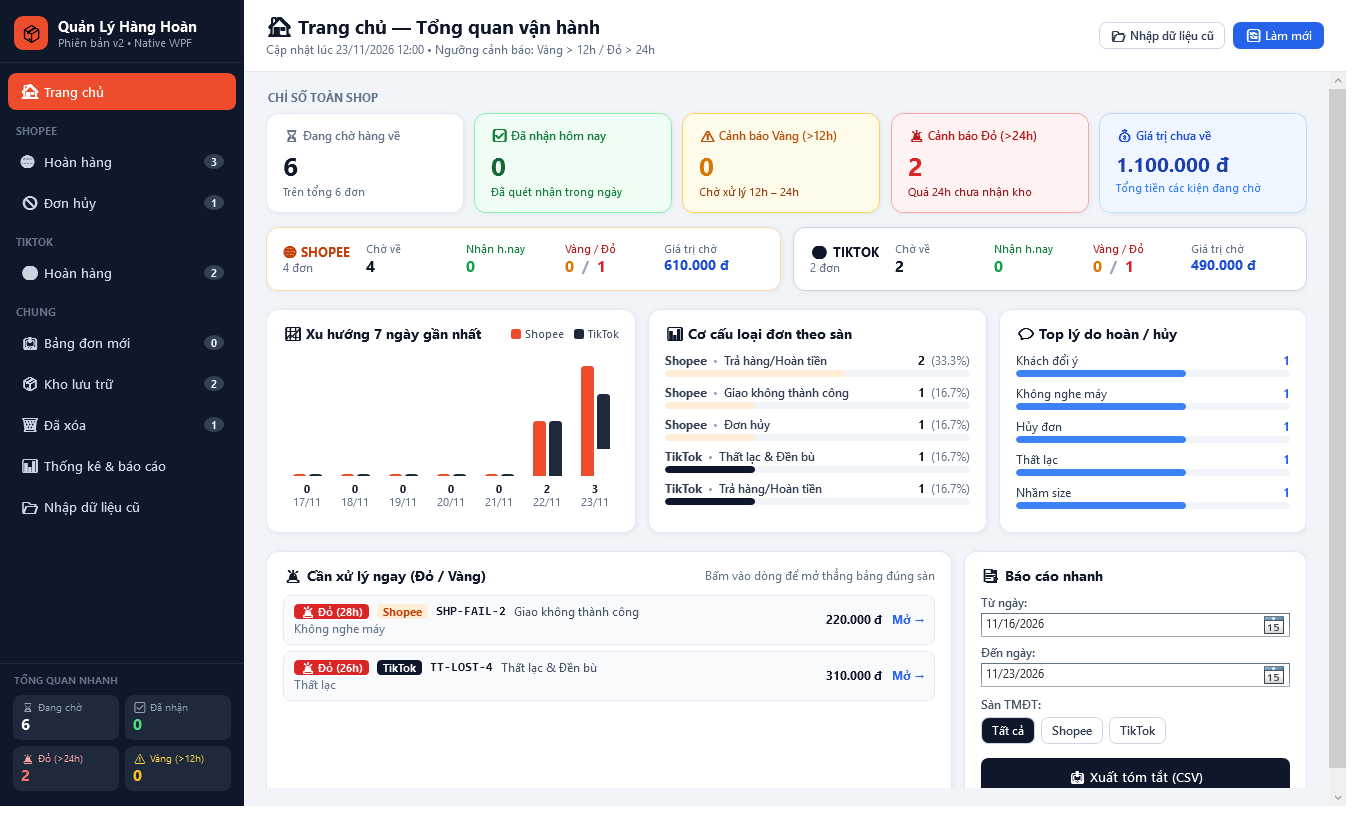 Quản Lý Hàng Hoàn
Phiên bản v2 • Native WPF
Trang chủ
SHOPEE
Hoàn hàng 3
Đơn hủy 1
TIKTOK
Hoàn hàng 2
CHUNG
Bảng đơn mới 0
Kho lưu trữ 2
Đã xóa 1
Thống kê & báo cáo
Nhập dữ liệu cũ
TỔNG QUAN NHANH
Đang chờ
6
Đã nhận
0
Đỏ (>24h)
2
Vàng (>12h)
0
Trang chủ — Tổng quan vận hành
Cập nhật lúc 23/11/2026 12:00 • Ngưỡng cảnh báo: Vàng > 12h / Đỏ > 24h
Nhập dữ liệu cũ
Làm mới
CHỈ SỐ TOÀN SHOP
Đang chờ hàng về
6
Trên tổng 6 đơn
Đã nhận hôm nay
0
Đã quét nhận trong ngày
Cảnh báo Vàng (>12h)
0
Chờ xử lý 12h – 24h
Cảnh báo Đỏ (>24h)
2
Quá 24h chưa nhận kho
Giá trị chưa về
1.100.000 đ
Tổng tiền các kiện đang chờ
SHOPEE
4 đơn
Chờ về
4
Nhận h.nay
0
Vàng / Đỏ
0 / 1
Giá trị chờ
610.000 đ
TIKTOK
2 đơn
Chờ về
2
Nhận h.nay
0
Vàng / Đỏ
0 / 1
Giá trị chờ
490.000 đ
Xu hướng 7 ngày gần nhất
Shopee TikTok
0 0 0 0 0 2 3
17/11 18/11 19/11 20/11 21/11 22/11 23/11
Cơ cấu loại đơn theo sàn
Shopee • Trả hàng/Hoàn tiền 2 (33.3%)
Shopee • Giao không thành công 1 (16.7%)
Shopee • Đơn hủy 1 (16.7%)
TikTok • Thất lạc & Đền bù 1 (16.7%)
TikTok • Trả hàng/Hoàn tiền 1 (16.7%)
Top lý do hoàn / hủy
Khách đổi ý 1
Không nghe máy 1
Hủy đơn 1
Thất lạc 1
Nhầm size 1
Cần xử lý ngay (Đỏ / Vàng)
Bấm vào dòng để mở thẳng bảng đúng sàn
Đỏ (28h) Shopee SHP-FAIL-2 Giao không thành công
Không nghe máy
220.000 đ Mở →
Đỏ (26h) TikTok TT-LOST-4 Thất lạc & Đền bù
Thất lạc
310.000 đ Mở →
Báo cáo nhanh
Từ ngày:
11/16/2026 15
Đến ngày:
11/23/2026 15
Sàn TMĐT:
Tất cả Shopee TikTok
Xuất tóm tắt (CSV)